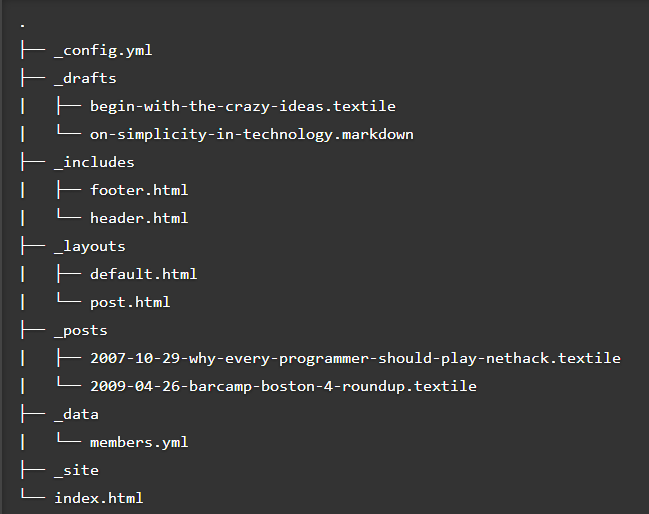 .
├── _config.yml
├── _drafts
|   ├── begin-with-the-crazy-ideas.textile
|   └── on-simplicity-in-technology.markdown
├── _includes
|   ├── footer.html
|   └── header.html
├── _layouts
|   ├── default.html
|   └── post.html
├── _posts
|   ├── 2007-10-29-why-every-programmer-should-play-nethack.textile
|   └── 2009-04-26-barcamp-boston-4-roundup.textile
├── _data
|   └── members.yml
├── _site
└── index.html